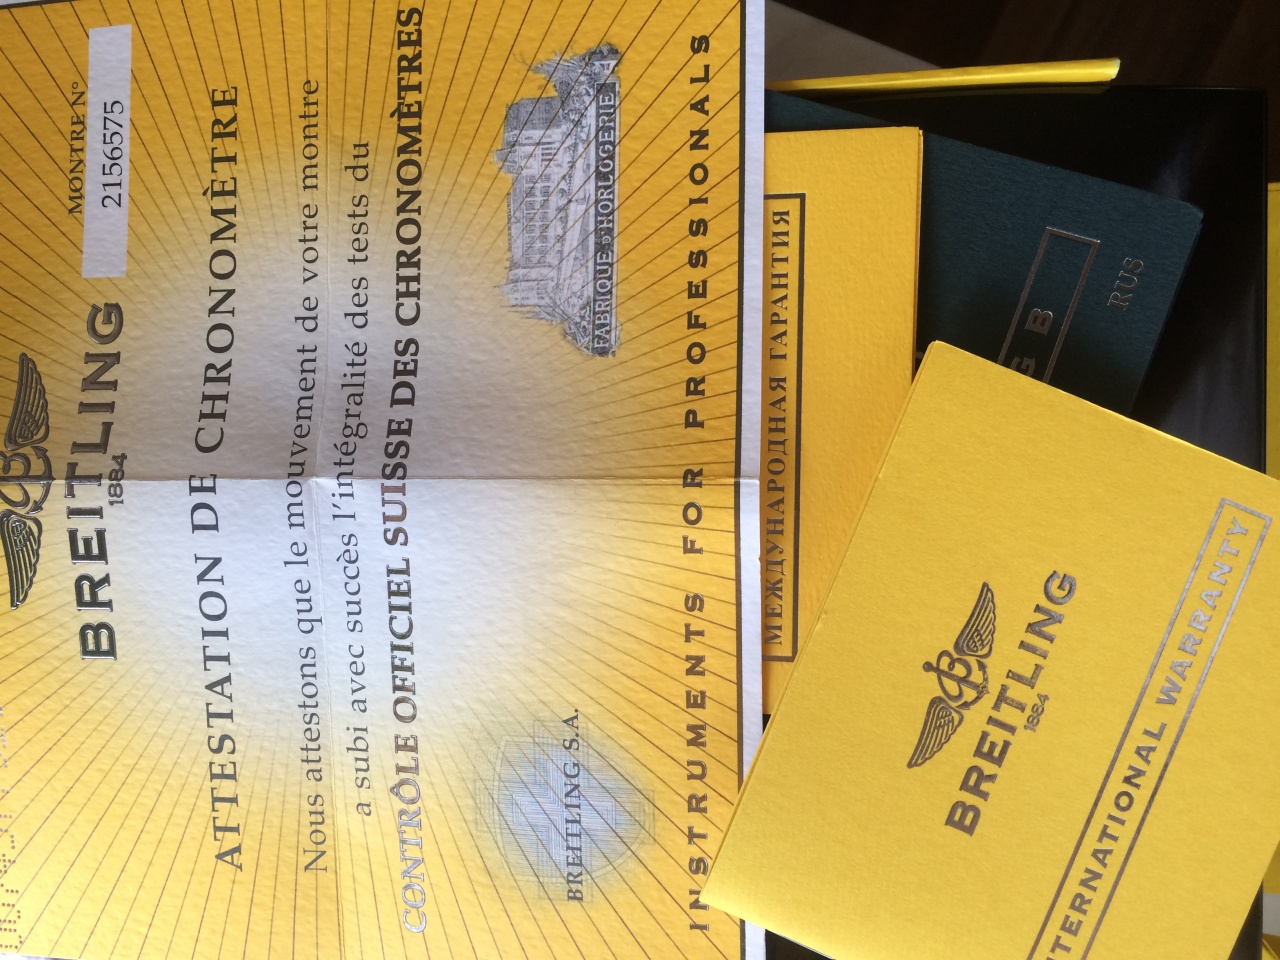 BREITLING
1884
MONTRE N°
2156575
ATTESTATION DE CHRONOMÈTRE
Nous attestons que le mouvement de votre montre
a subi avec succès l'intégralité des tests du
CONTRÔLE OFFICIEL SUISSE DES CHRONOMÈTRES
BREITLING S.A.
FABRIQUE D'HORLOGERIE
INSTRUMENTS FOR PROFESSIONALS
МЕЖДУНАРОДНАЯ ГАРАНТИЯ
G B
RUS
BREITLING
1884
NTERNATIONAL WARRANTY